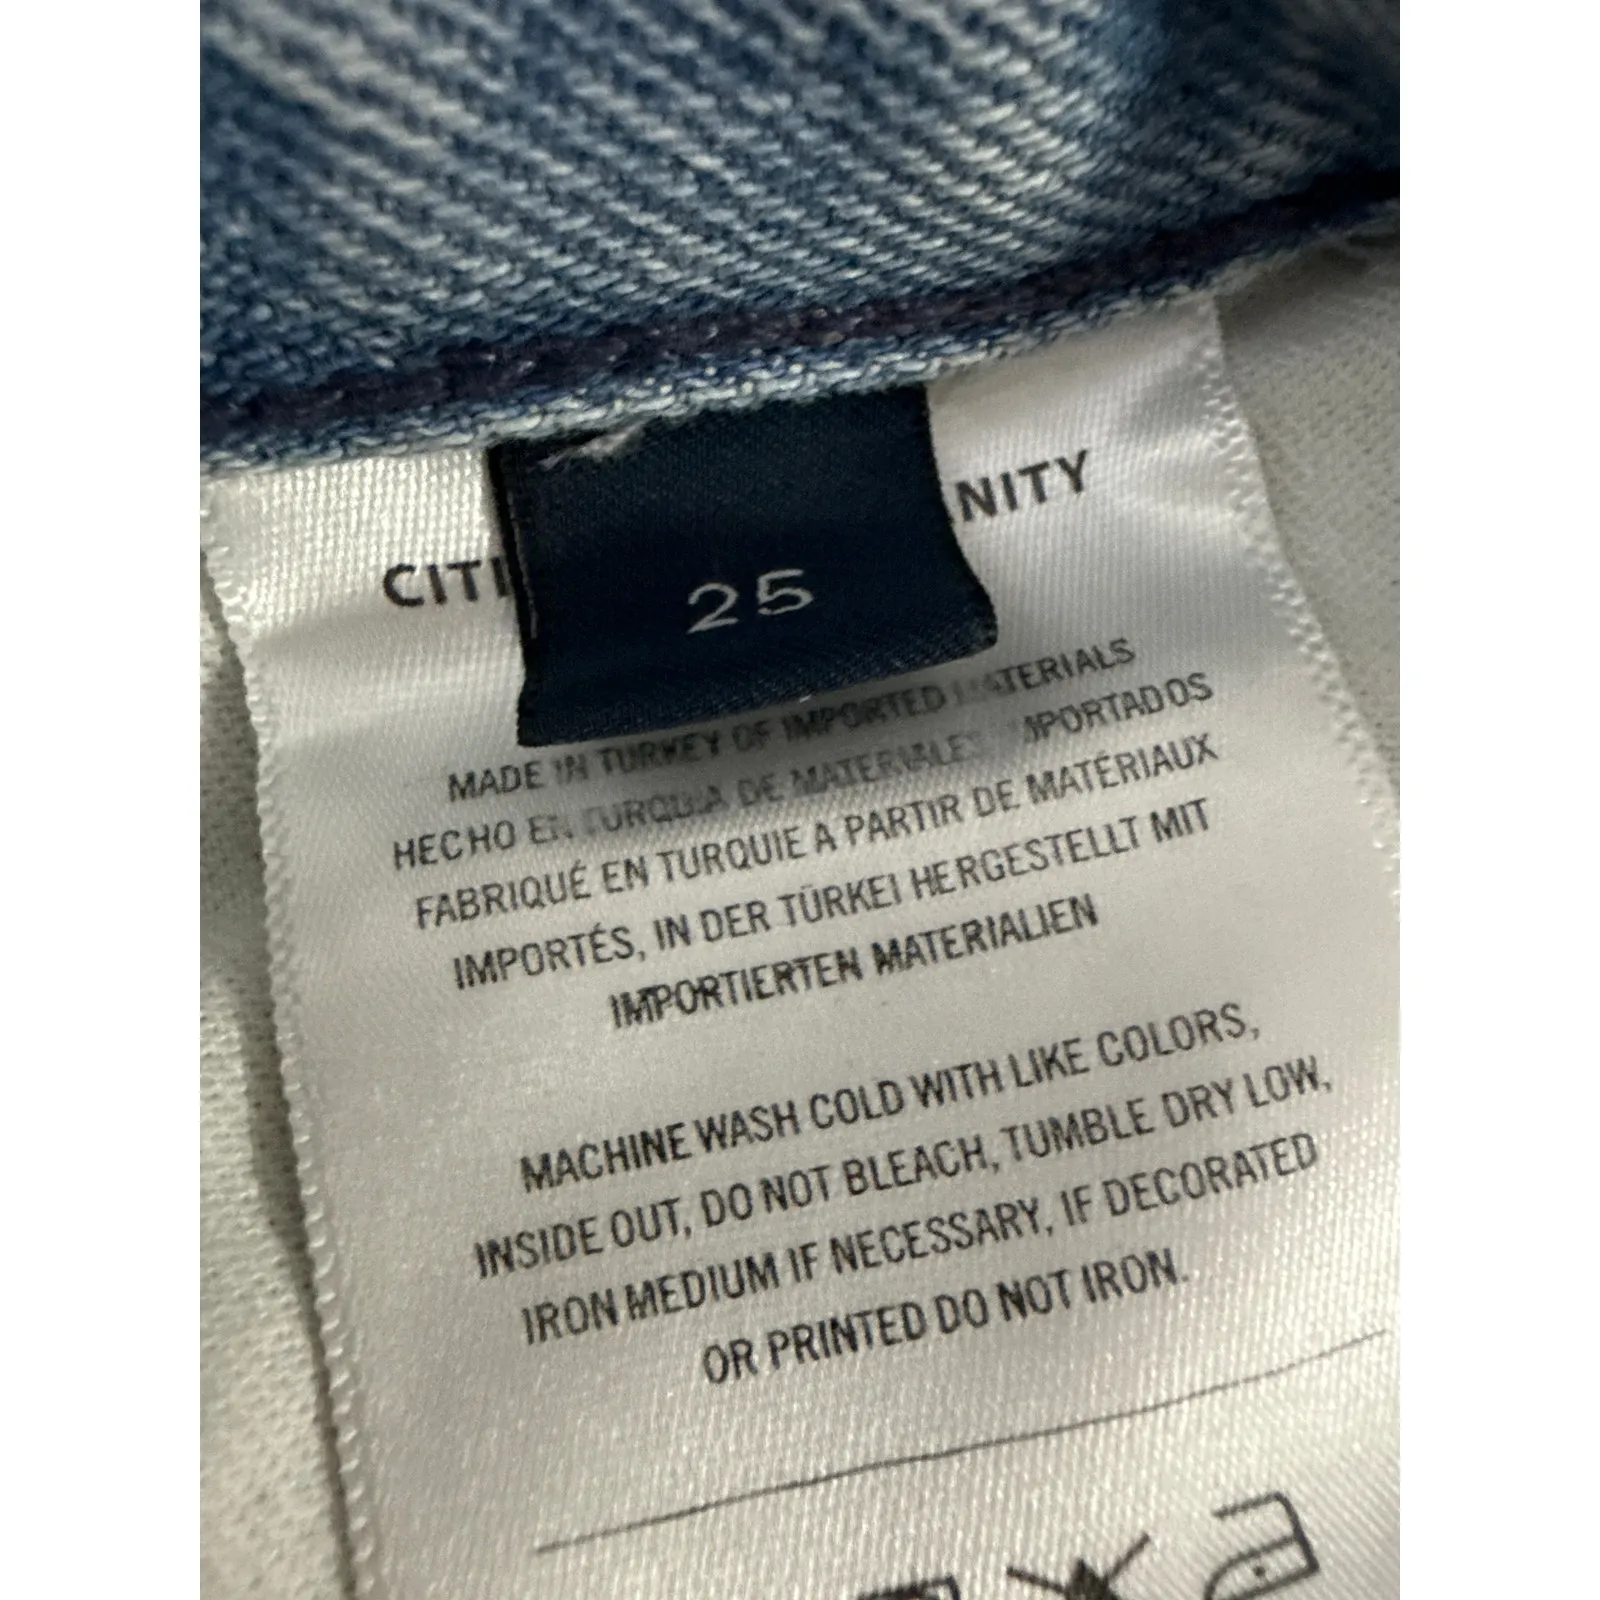 CITI NITY
25
MADE IN TURKEY OF IMPORTED MATERIALS
HECHO EN TURQUIA DE MATERIALES IMPORTADOS
FABRIQUÉ EN TURQUIE A PARTIR DE MATÉRIAUX
IMPORTÉS, IN DER TÜRKEI HERGESTELLT MIT
IMPORTIERTEN MATERIALIEN
MACHINE WASH COLD WITH LIKE COLORS,
INSIDE OUT, DO NOT BLEACH, TUMBLE DRY LOW,
IRON MEDIUM IF NECESSARY, IF DECORATED
OR PRINTED DO NOT IRON.